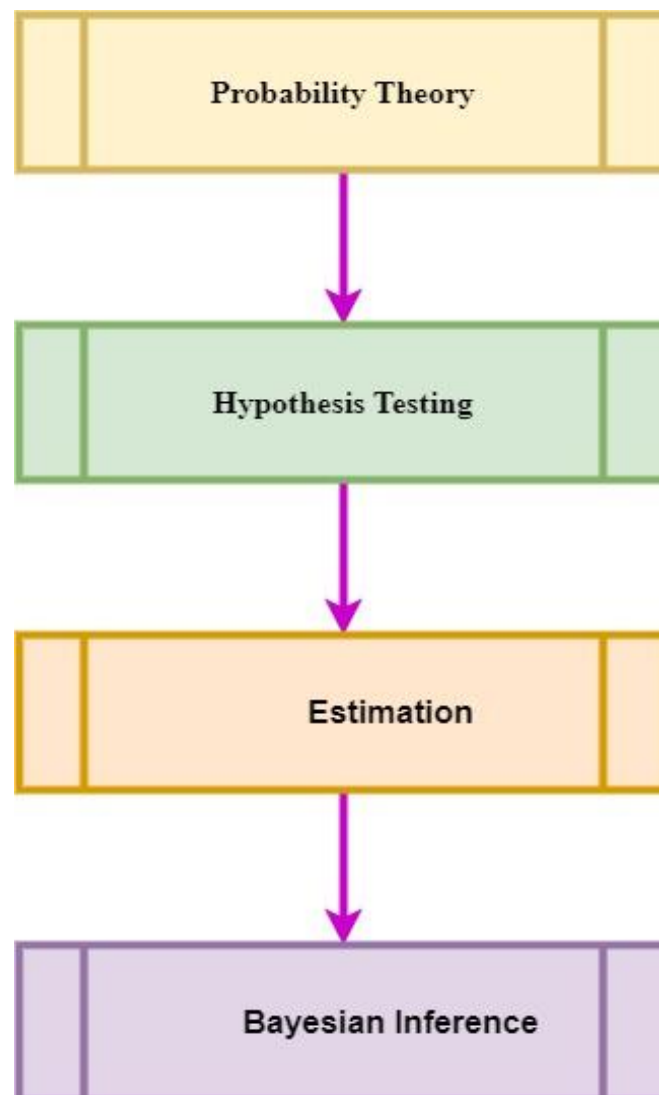 Probability Theory
Hypothesis Testing
Estimation
Bayesian Inference